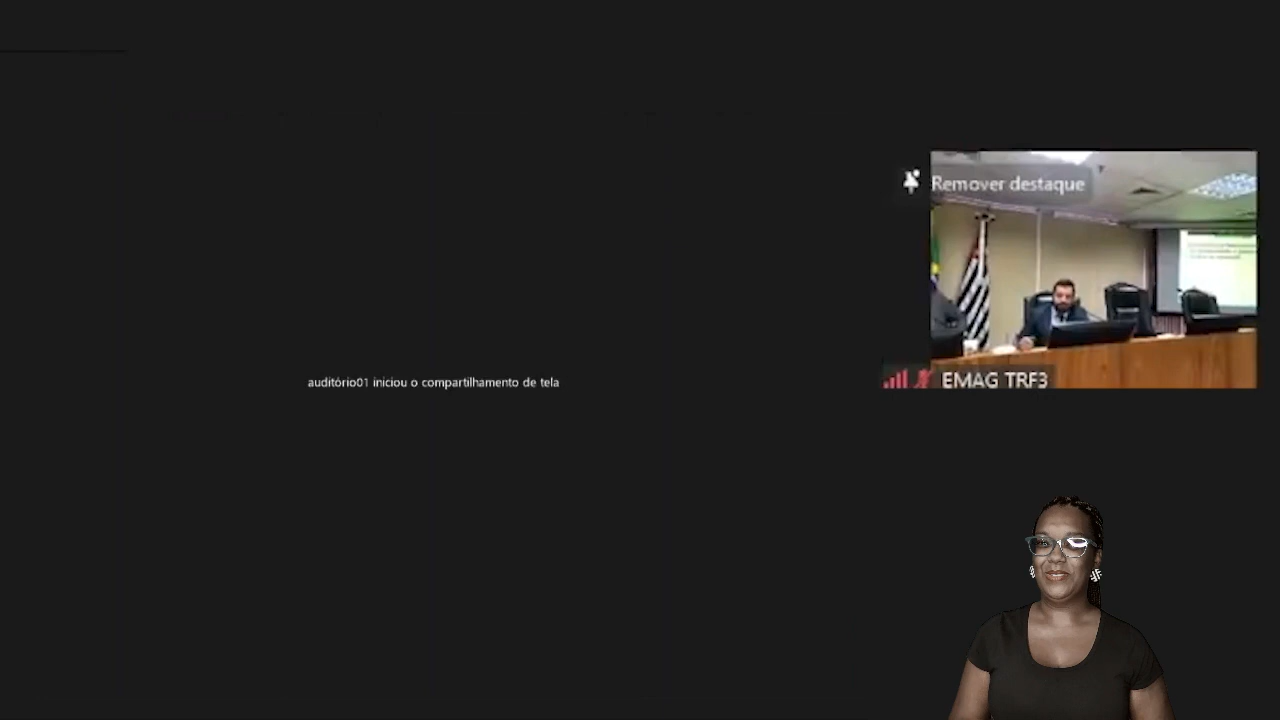 Remover destaque
auditório01 iniciou o compartilhamento de tela
EMAG TRF3